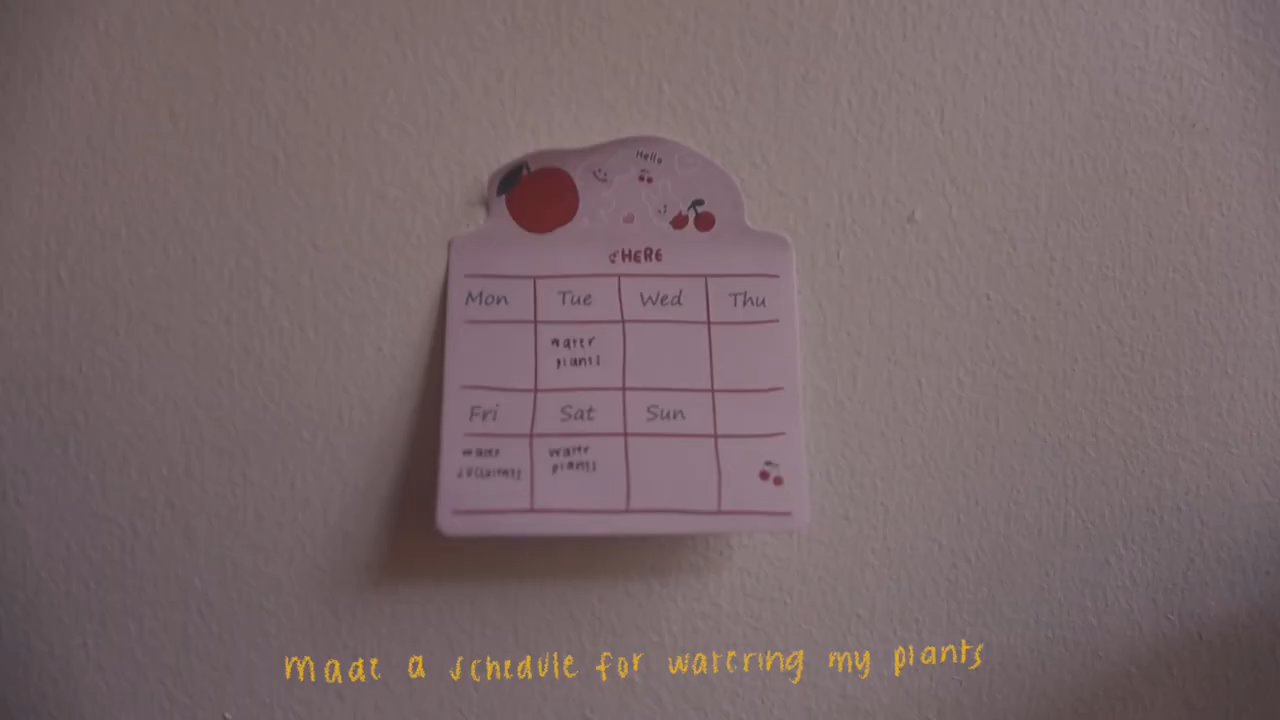 Hello
CHERE
Mon Tue Wed Thu
water
plants
Fri Sat Sun
water water
succulents plants
made a schedule for watering my plants